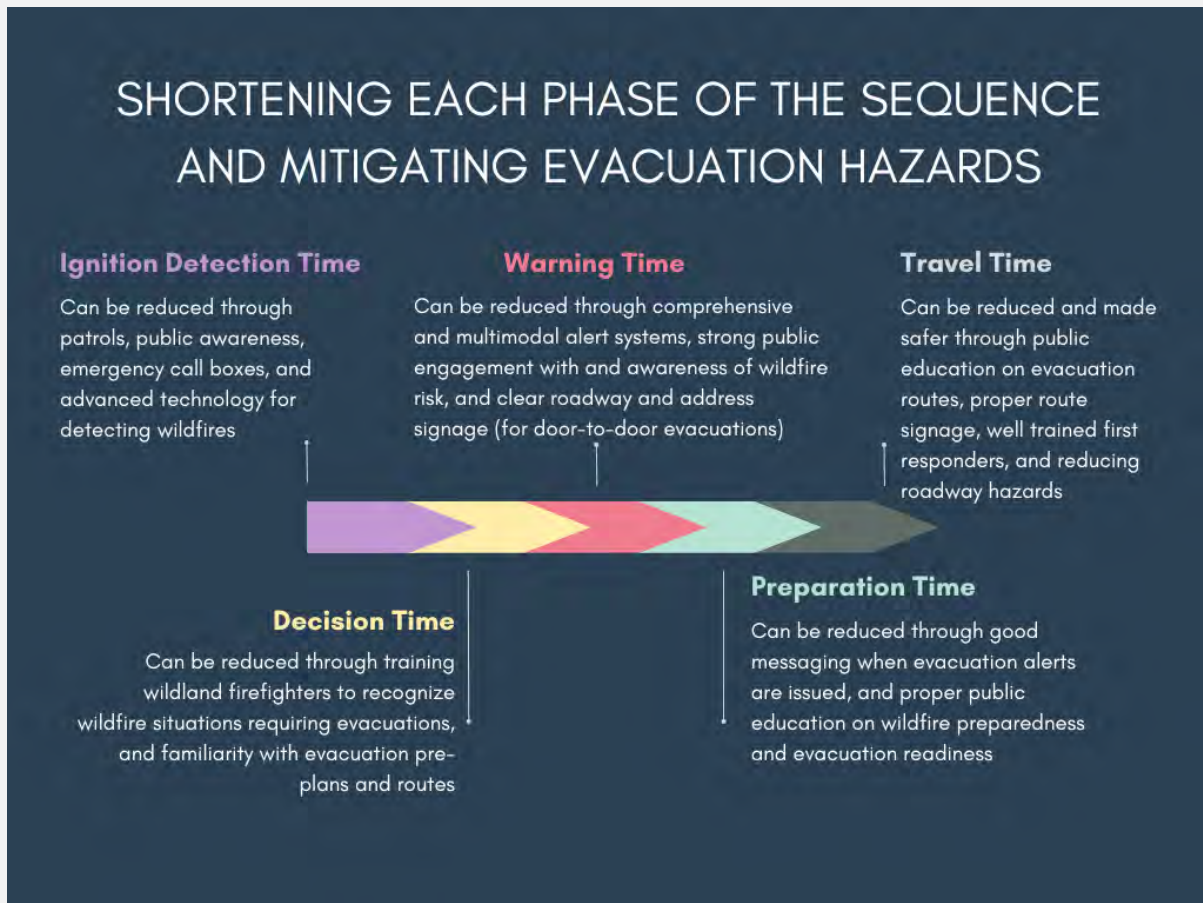 SHORTENING EACH PHASE OF THE SEQUENCE
AND MITIGATING EVACUATION HAZARDS
Ignition Detection Time
Can be reduced through
patrols, public awareness,
emergency call boxes, and
advanced technology for
detecting wildfires
Warning Time
Can be reduced through comprehensive
and multimodal alert systems, strong public
engagement with and awareness of wildfire
risk, and clear roadway and address
signage (for door-to-door evacuations)
Travel Time
Can be reduced and made
safer through public
education on evacuation
routes, proper route
signage, well trained first
responders, and reducing
roadway hazards
Decision Time
Can be reduced through training
wildland firefighters to recognize
wildfire situations requiring evacuations,
and familiarity with evacuation pre-
plans and routes
Preparation Time
Can be reduced through good
messaging when evacuation alerts
are issued, and proper public
education on wildfire preparedness
and evacuation readiness